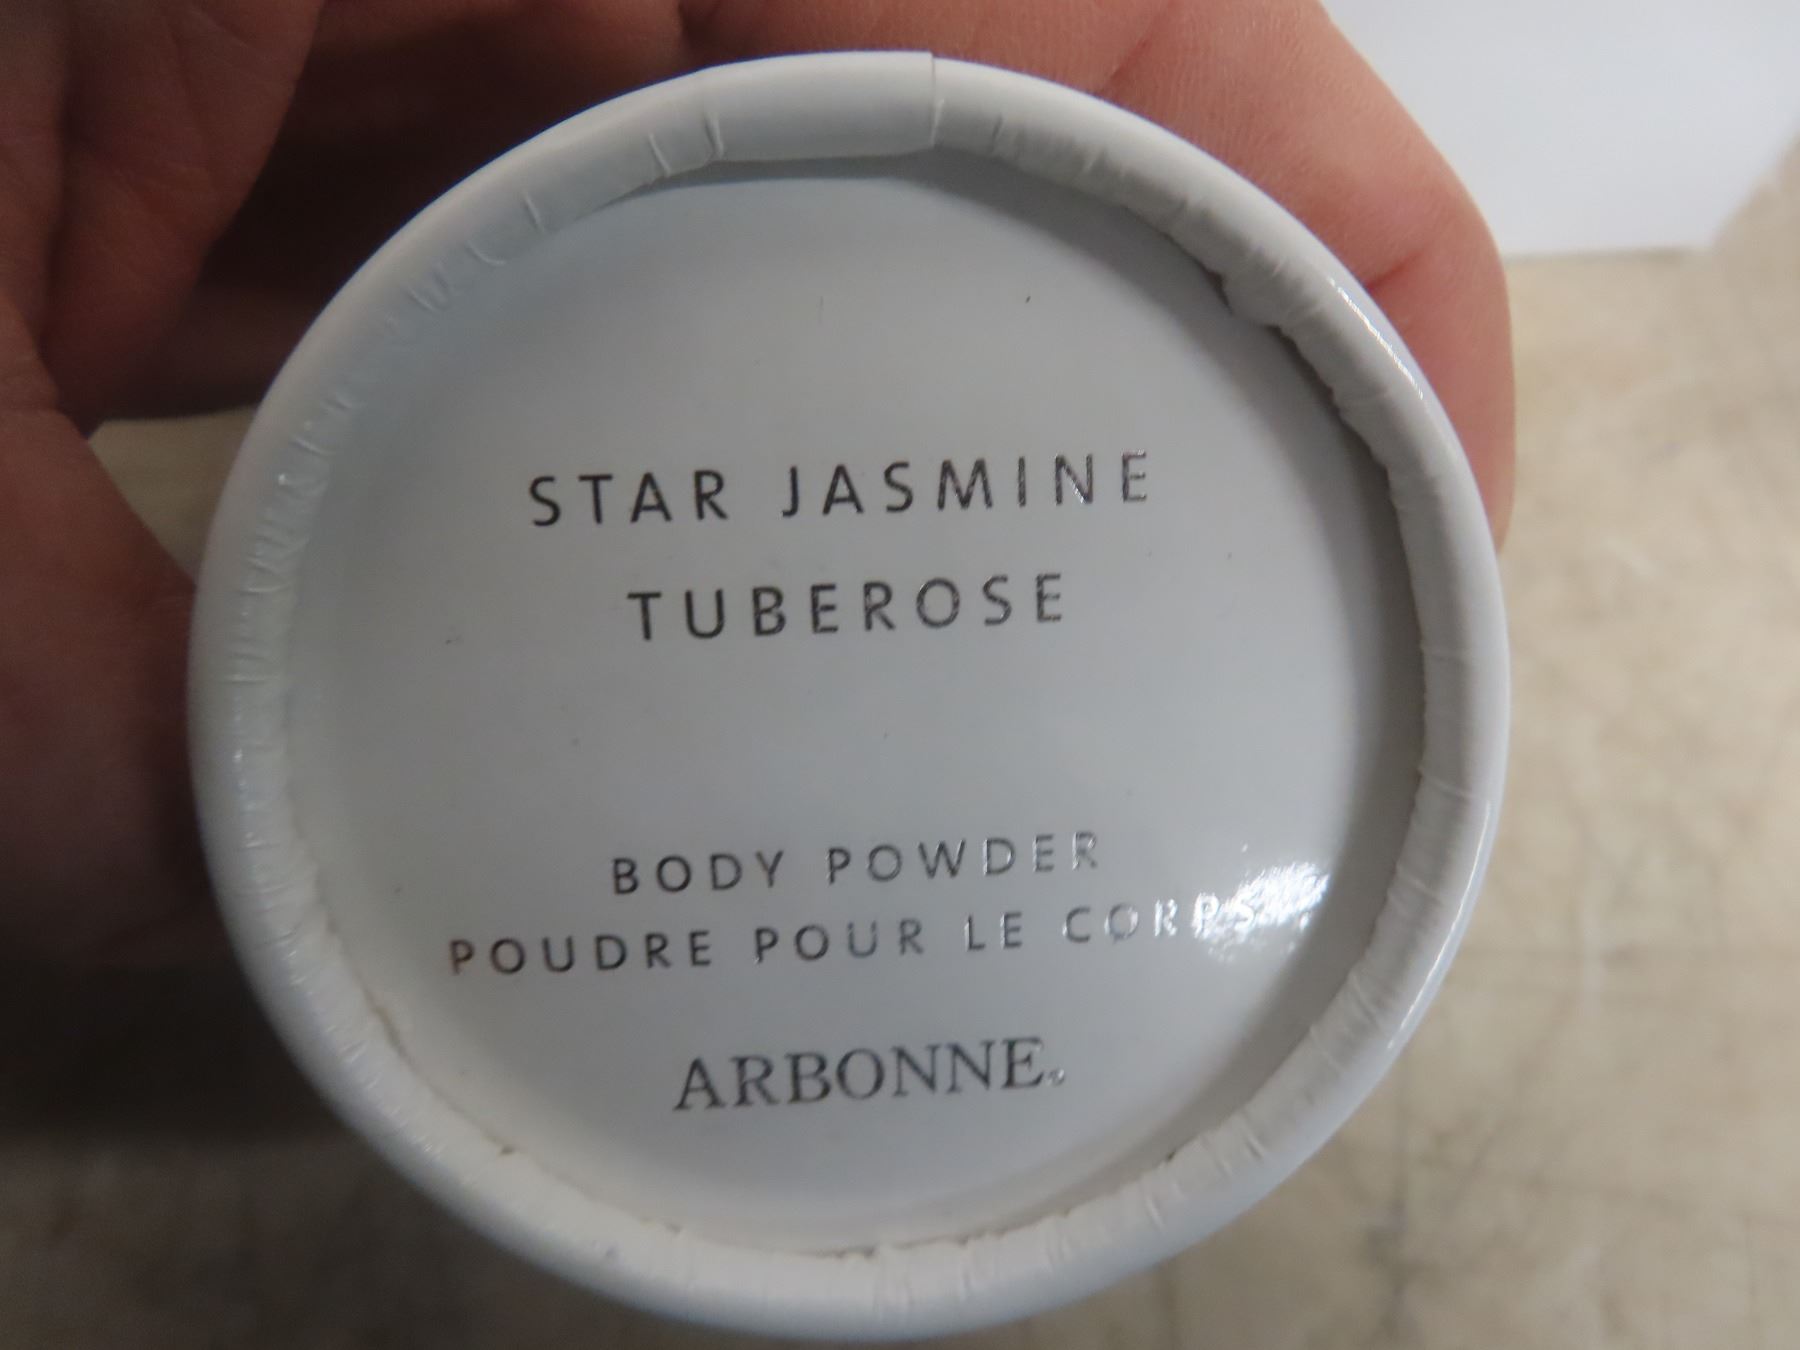 STAR JASMINE
TUBEROSE
BODY POWDER
POUDRE POUR LE CORPS
ARBONNE®